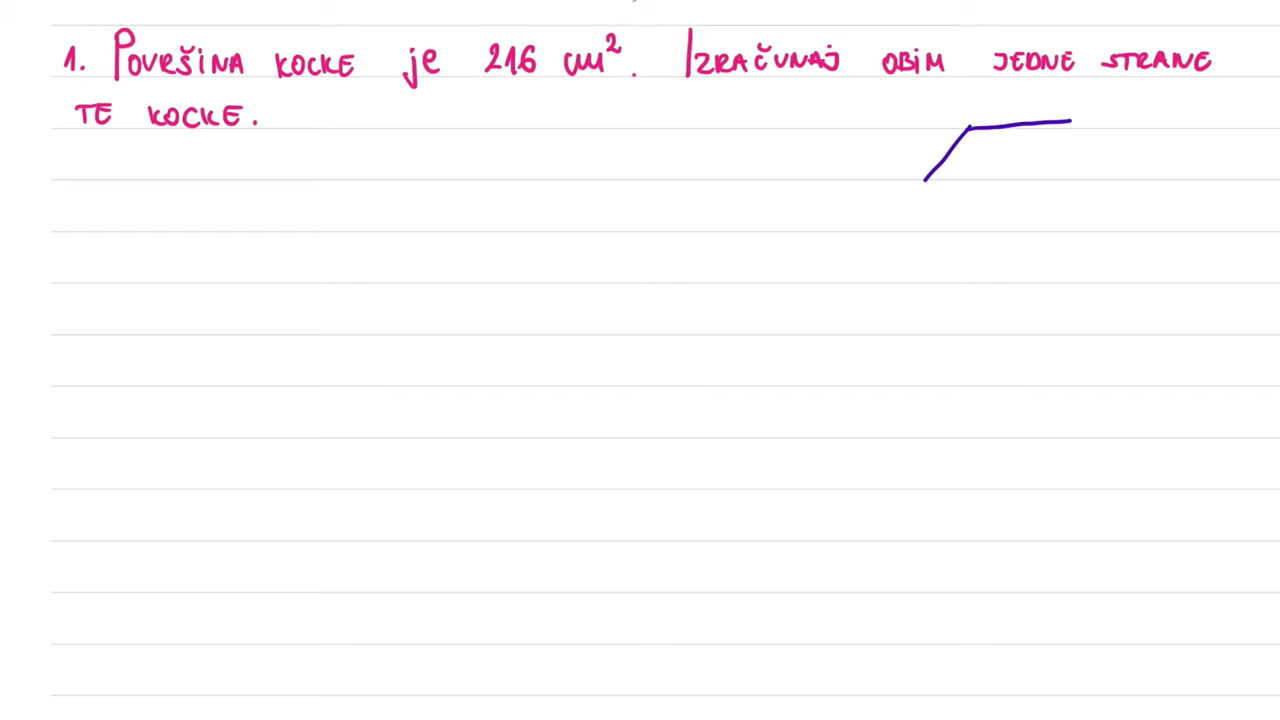 1. POVRŠINA KOCKE je 216 cm². IZRAČUNAJ OBIM JEDNE STRANE
TE KOCKE.